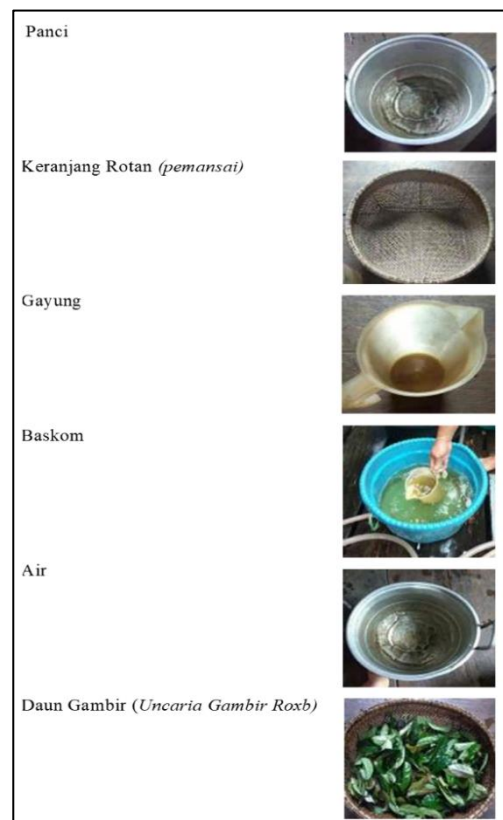 Panci
Keranjang Rotan (pemansai)
Gayung
Baskom
Air
Daun Gambir (Uncaria Gambir Roxb)